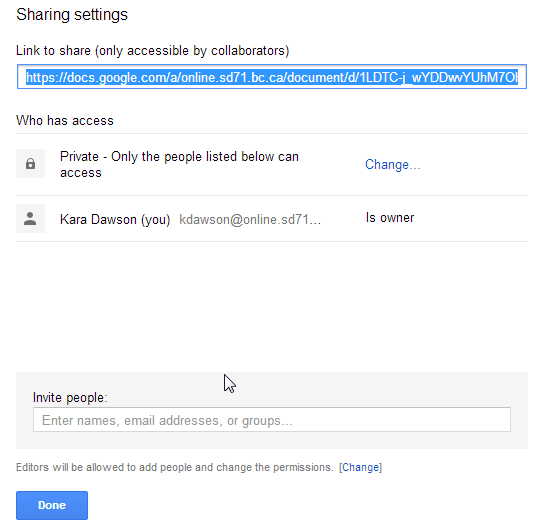 Sharing settings
Link to share (only accessible by collaborators)
https://docs.google.com/a/online.sd71.bc.ca/document/d/1LDTC-j_wYDDwvYUhM7O
Who has access
Private - Only the people listed below can
access
Change...
Kara Dawson (you) kdawson@online.sd71... Is owner
Invite people:
Enter names, email addresses, or groups...
Editors will be allowed to add people and change the permissions. [Change]
Done